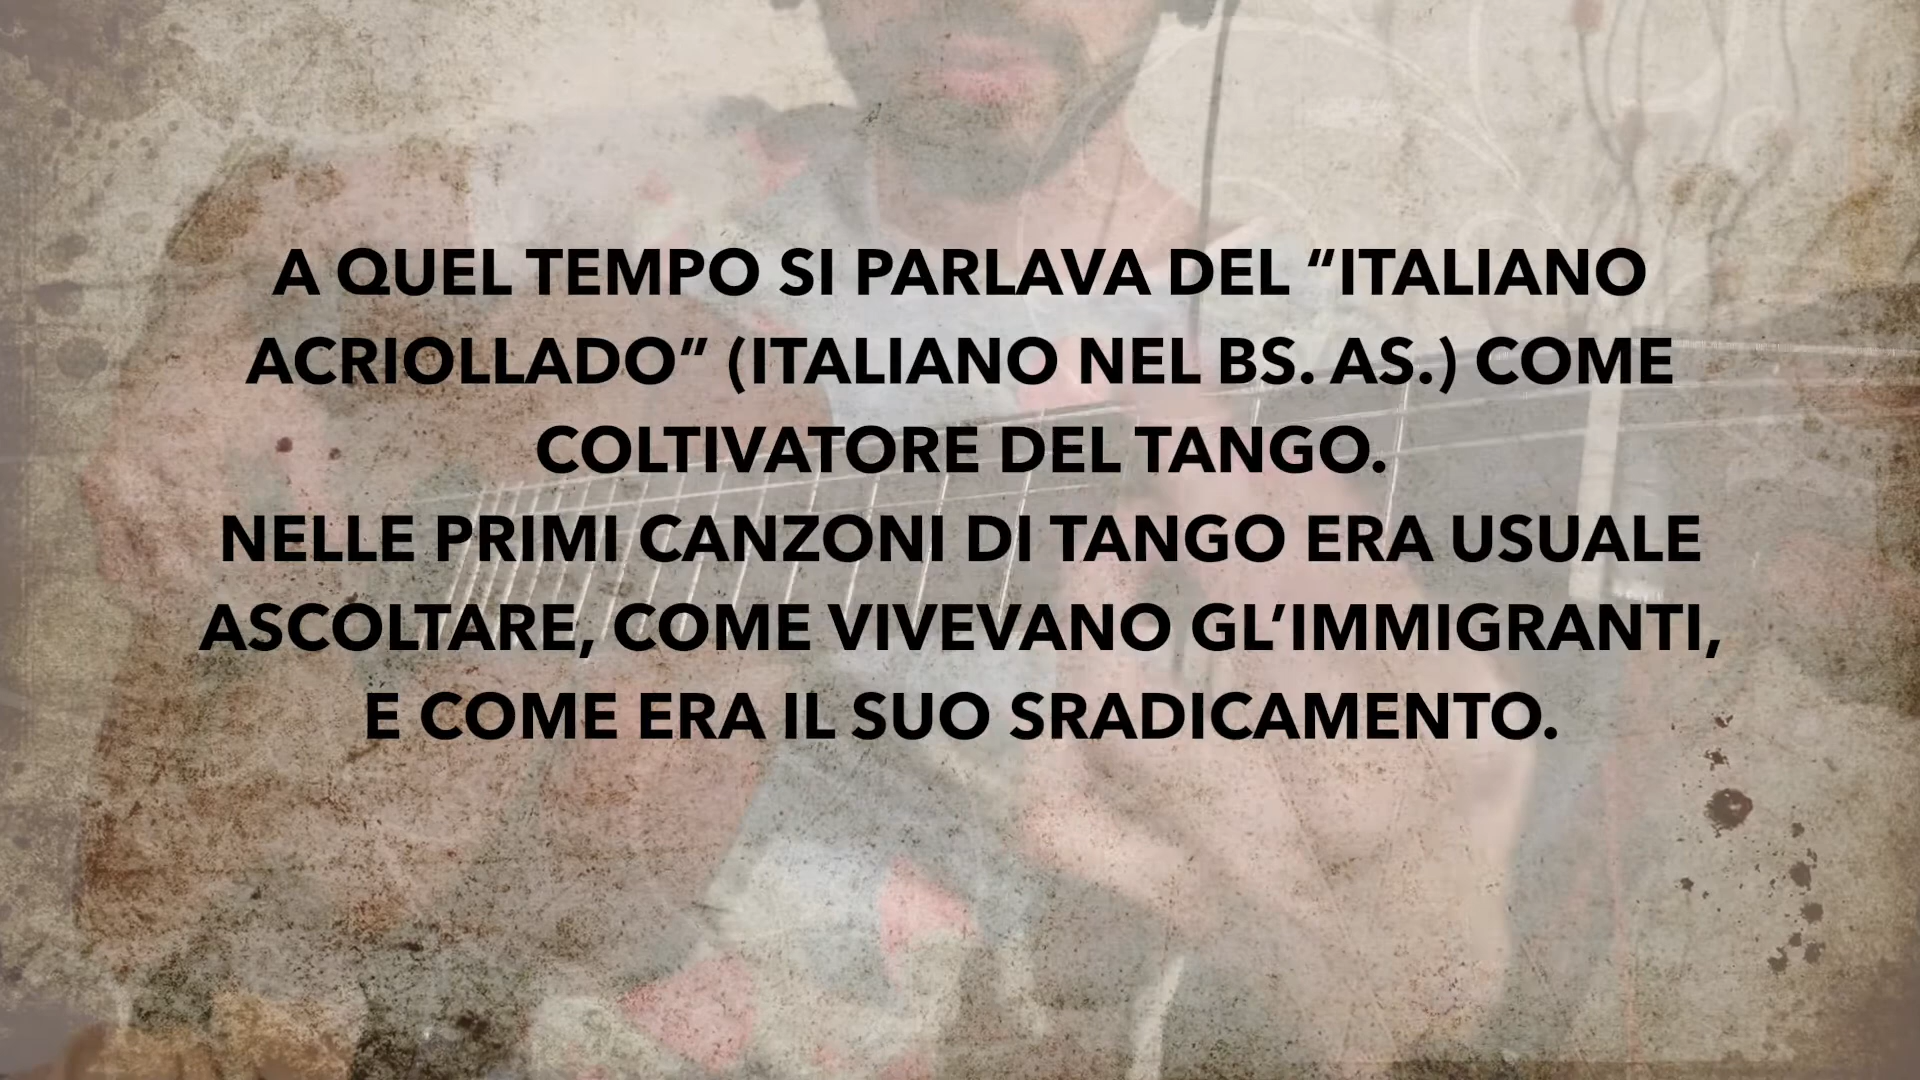 A QUEL TEMPO SI PARLAVA DEL “ITALIANO
ACRIOLLADO” (ITALIANO NEL BS. AS.) COME
COLTIVATORE DEL TANGO.
NELLE PRIMI CANZONI DI TANGO ERA USUALE
ASCOLTARE, COME VIVEVANO GL’IMMIGRANTI,
E COME ERA IL SUO SRADICAMENTO.